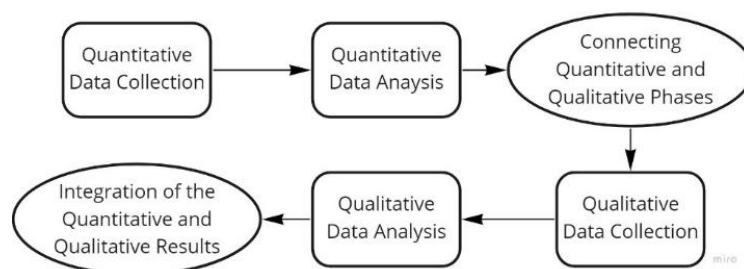 Quantitative
Data Collection
Quantitative
Data Anaysis
Connecting
Quantitative and
Qualitative Phases
Qualitative
Data Collection
Qualitative
Data Analysis
Integration of the
Quantitative and
Qualitative Results
miro